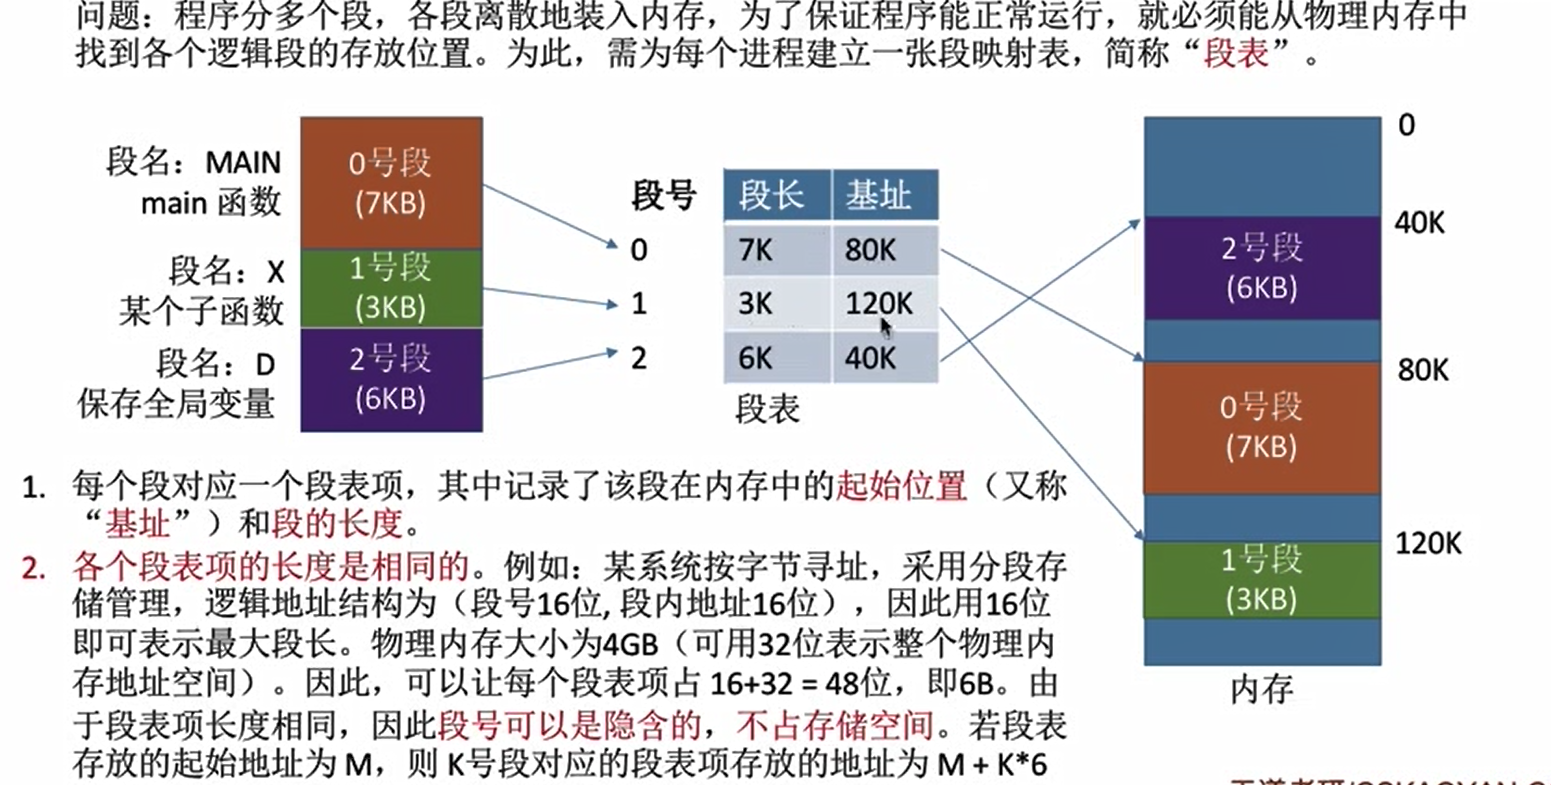 问题：程序分多个段，各段离散地装入内存，为了保证程序能正常运行，就必须能从物理内存中
找到各个逻辑段的存放位置。为此，需为每个进程建立一张段映射表，简称“段表”。
段名：MAIN
main 函数
段名：X
某个子函数
段名：D
保存全局变量
0号段
(7KB)
1号段
(3KB)
2号段
(6KB)
段号
0
1
2
段长 基址
7K 80K
3K 120K
6K 40K
段表
0
40K
80K
120K
2号段
(6KB)
0号段
(7KB)
1号段
(3KB)
内存
1. 每个段对应一个段表项，其中记录了该段在内存中的起始位置（又称
“基址”）和段的长度。
2. 各个段表项的长度是相同的。例如：某系统按字节寻址，采用分段存
储管理，逻辑地址结构为（段号16位, 段内地址16位），因此用16位
即可表示最大段长。物理内存大小为4GB（可用32位表示整个物理内
存地址空间）。因此，可以让每个段表项占 16+32 = 48位，即6B。由
于段表项长度相同，因此段号可以是隐含的，不占存储空间。若段表
存放的起始地址为 M，则 K号段对应的段表项存放的地址为 M + K*6